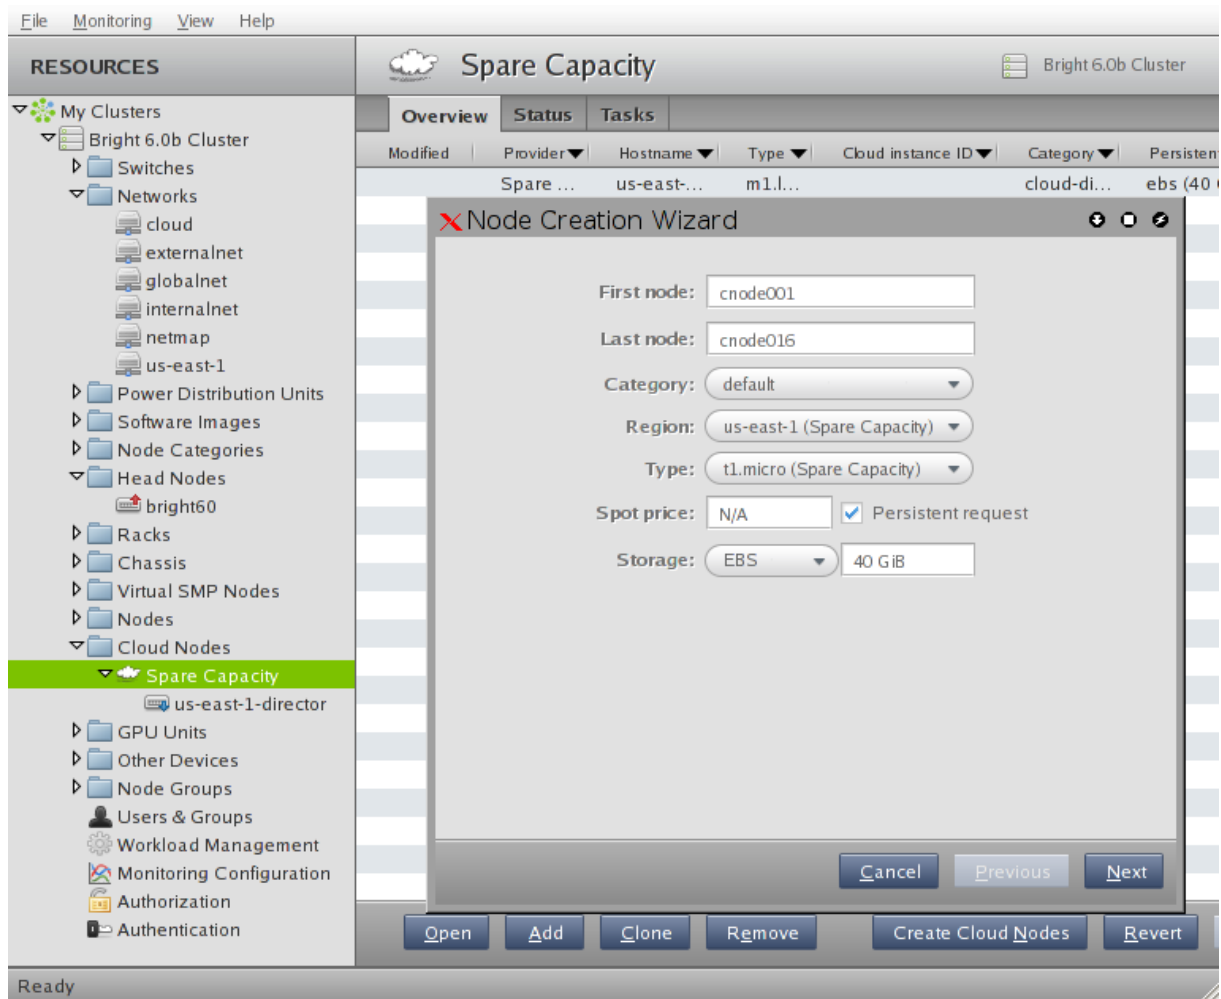 File Monitoring View Help
RESOURCES
Spare Capacity
Bright 6.0b Cluster
My Clusters
Bright 6.0b Cluster
Switches
Networks
cloud
externalnet
globalnet
internalnet
netmap
us-east-1
Power Distribution Units
Software Images
Node Categories
Head Nodes
bright60
Racks
Chassis
Virtual SMP Nodes
Nodes
Cloud Nodes
Spare Capacity
us-east-1-director
GPU Units
Other Devices
Node Groups
Users & Groups
Workload Management
Monitoring Configuration
Authorization
Authentication
Overview Status Tasks
Modified Provider Hostname Type Cloud instance ID Category Persistent
Spare ... us-east-... m1.l... cloud-di... ebs (40
Node Creation Wizard
First node: cnode001
Last node: cnode016
Category: default
Region: us-east-1 (Spare Capacity)
Type: t1.micro (Spare Capacity)
Spot price: N/A Persistent request
Storage: EBS 40 GiB
Cancel Previous Next
Open Add Clone Remove Create Cloud Nodes Revert
Ready